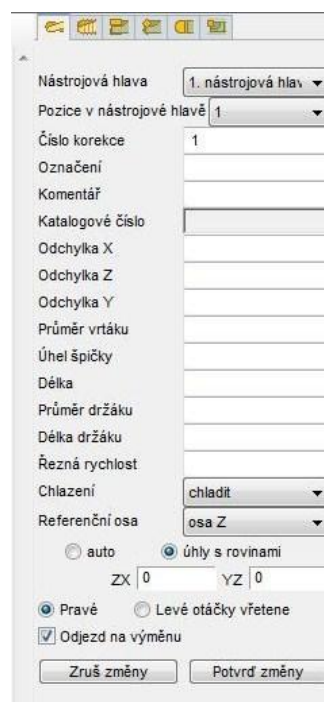 Nástrojová hlava 1. nástrojová hlav
Pozice v nástrojové hlavě 1
Číslo korekce 1
Označení
Komentář
Katalogové číslo
Odchylka X
Odchylka Z
Odchylka Y
Průměr vrtáku
Úhel špičky
Délka
Průměr držáku
Délka držáku
Řezná rychlost
Chlazení chladit
Referenční osa osa Z
auto úhly s rovinami
ZX 0 YZ 0
Pravé Levé otáčky vřetene
Odjezd na výměnu
Zruš změny Potvrď změny